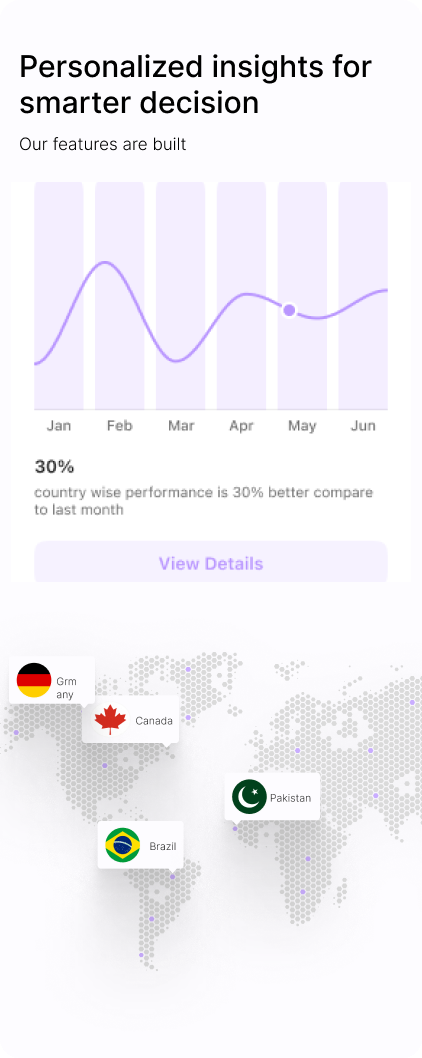 Personalized insights for
smarter decision
Our features are built
Jan Feb Mar Apr May Jun
30%
country wise performance is 30% better compare
to last month
View Details
Grm
any
Canada
Pakistan
Brazil